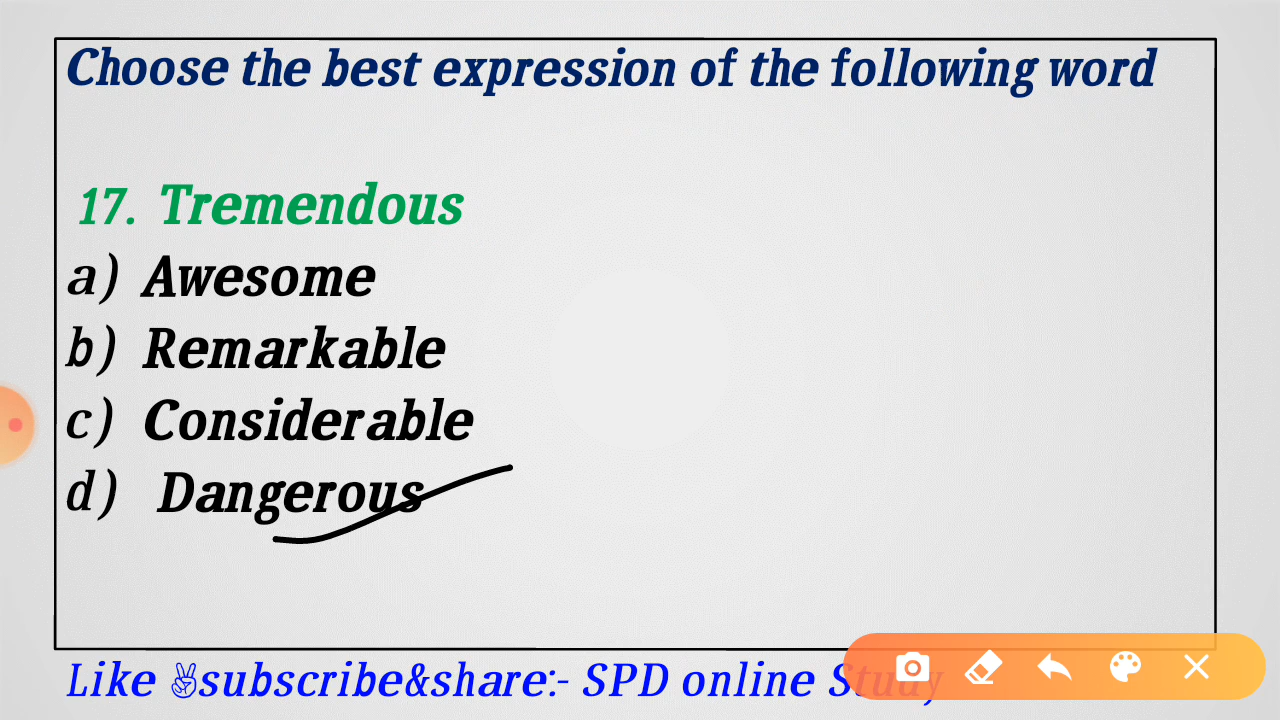 Choose the best expression of the following word
17. Tremendous
a) Awesome
b) Remarkable
c) Considerable
d) Dangerous
Like ✌subscribe&share:- SPD online Study